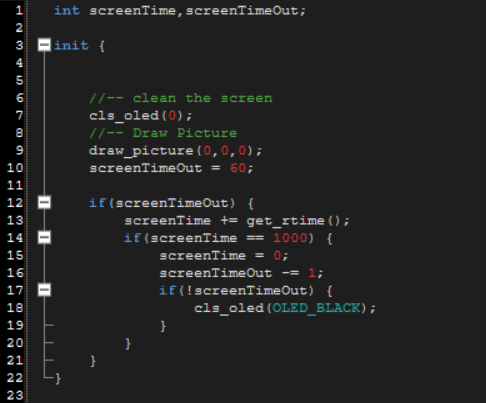 1 int screenTime,screenTimeOut;
2
3 init {
4
5
6 //-- clean the screen
7 cls_oled(0);
8 //-- Draw Picture
9 draw_picture(0,0,0);
10 screenTimeOut = 60;
11
12 if(screenTimeOut) {
13 screenTime += get_rtime();
14 if(screenTime == 1000) {
15 screenTime = 0;
16 screenTimeOut -= 1;
17 if(!screenTimeOut) {
18 cls_oled(OLED_BLACK);
19 }
20 }
21 }
22 }
23